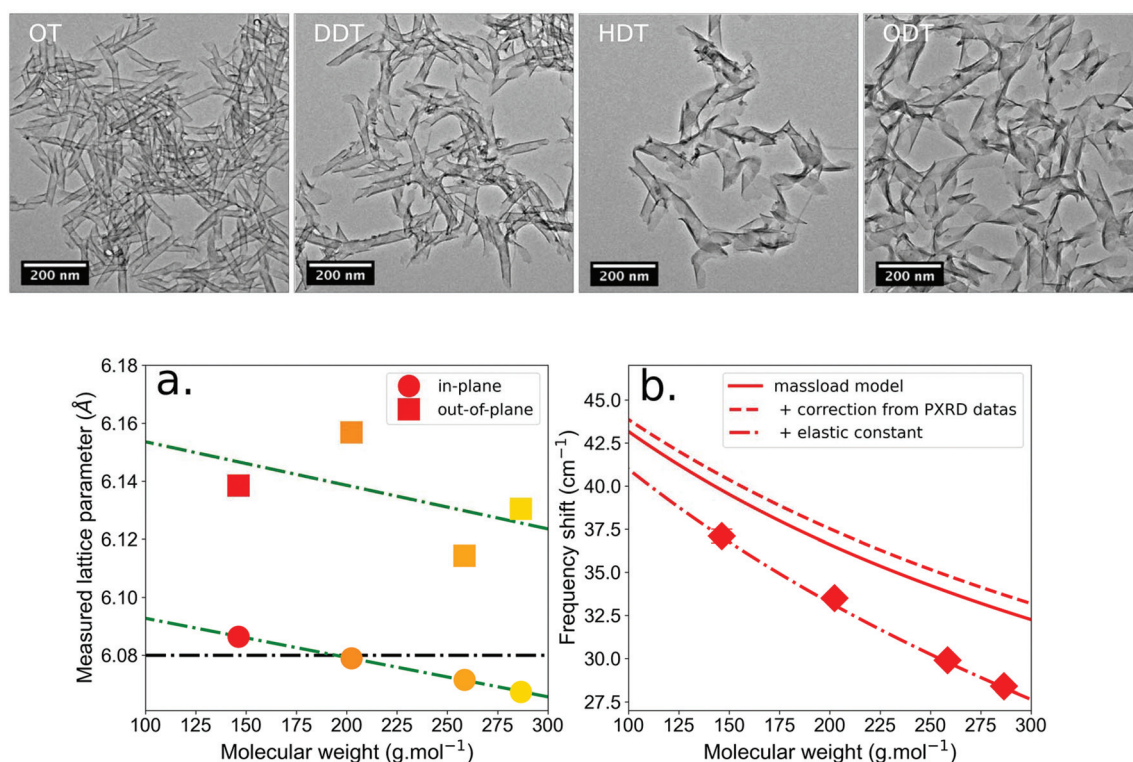 OT
DDT
HDT
ODT
200 nm
200 nm
200 nm
200 nm
a.
in-plane
out-of-plane
6.18
6.16
6.14
6.12
6.10
6.08
Measured lattice parameter (Å)
100
125
150
175
200
225
250
275
300
Molecular weight (g.mol⁻¹)
b.
massload model
+ correction from PXRD datas
+ elastic constant
45.0
42.5
40.0
37.5
35.0
32.5
30.0
27.5
Frequency shift (cm⁻¹)
100
125
150
175
200
225
250
275
300
Molecular weight (g.mol⁻¹)